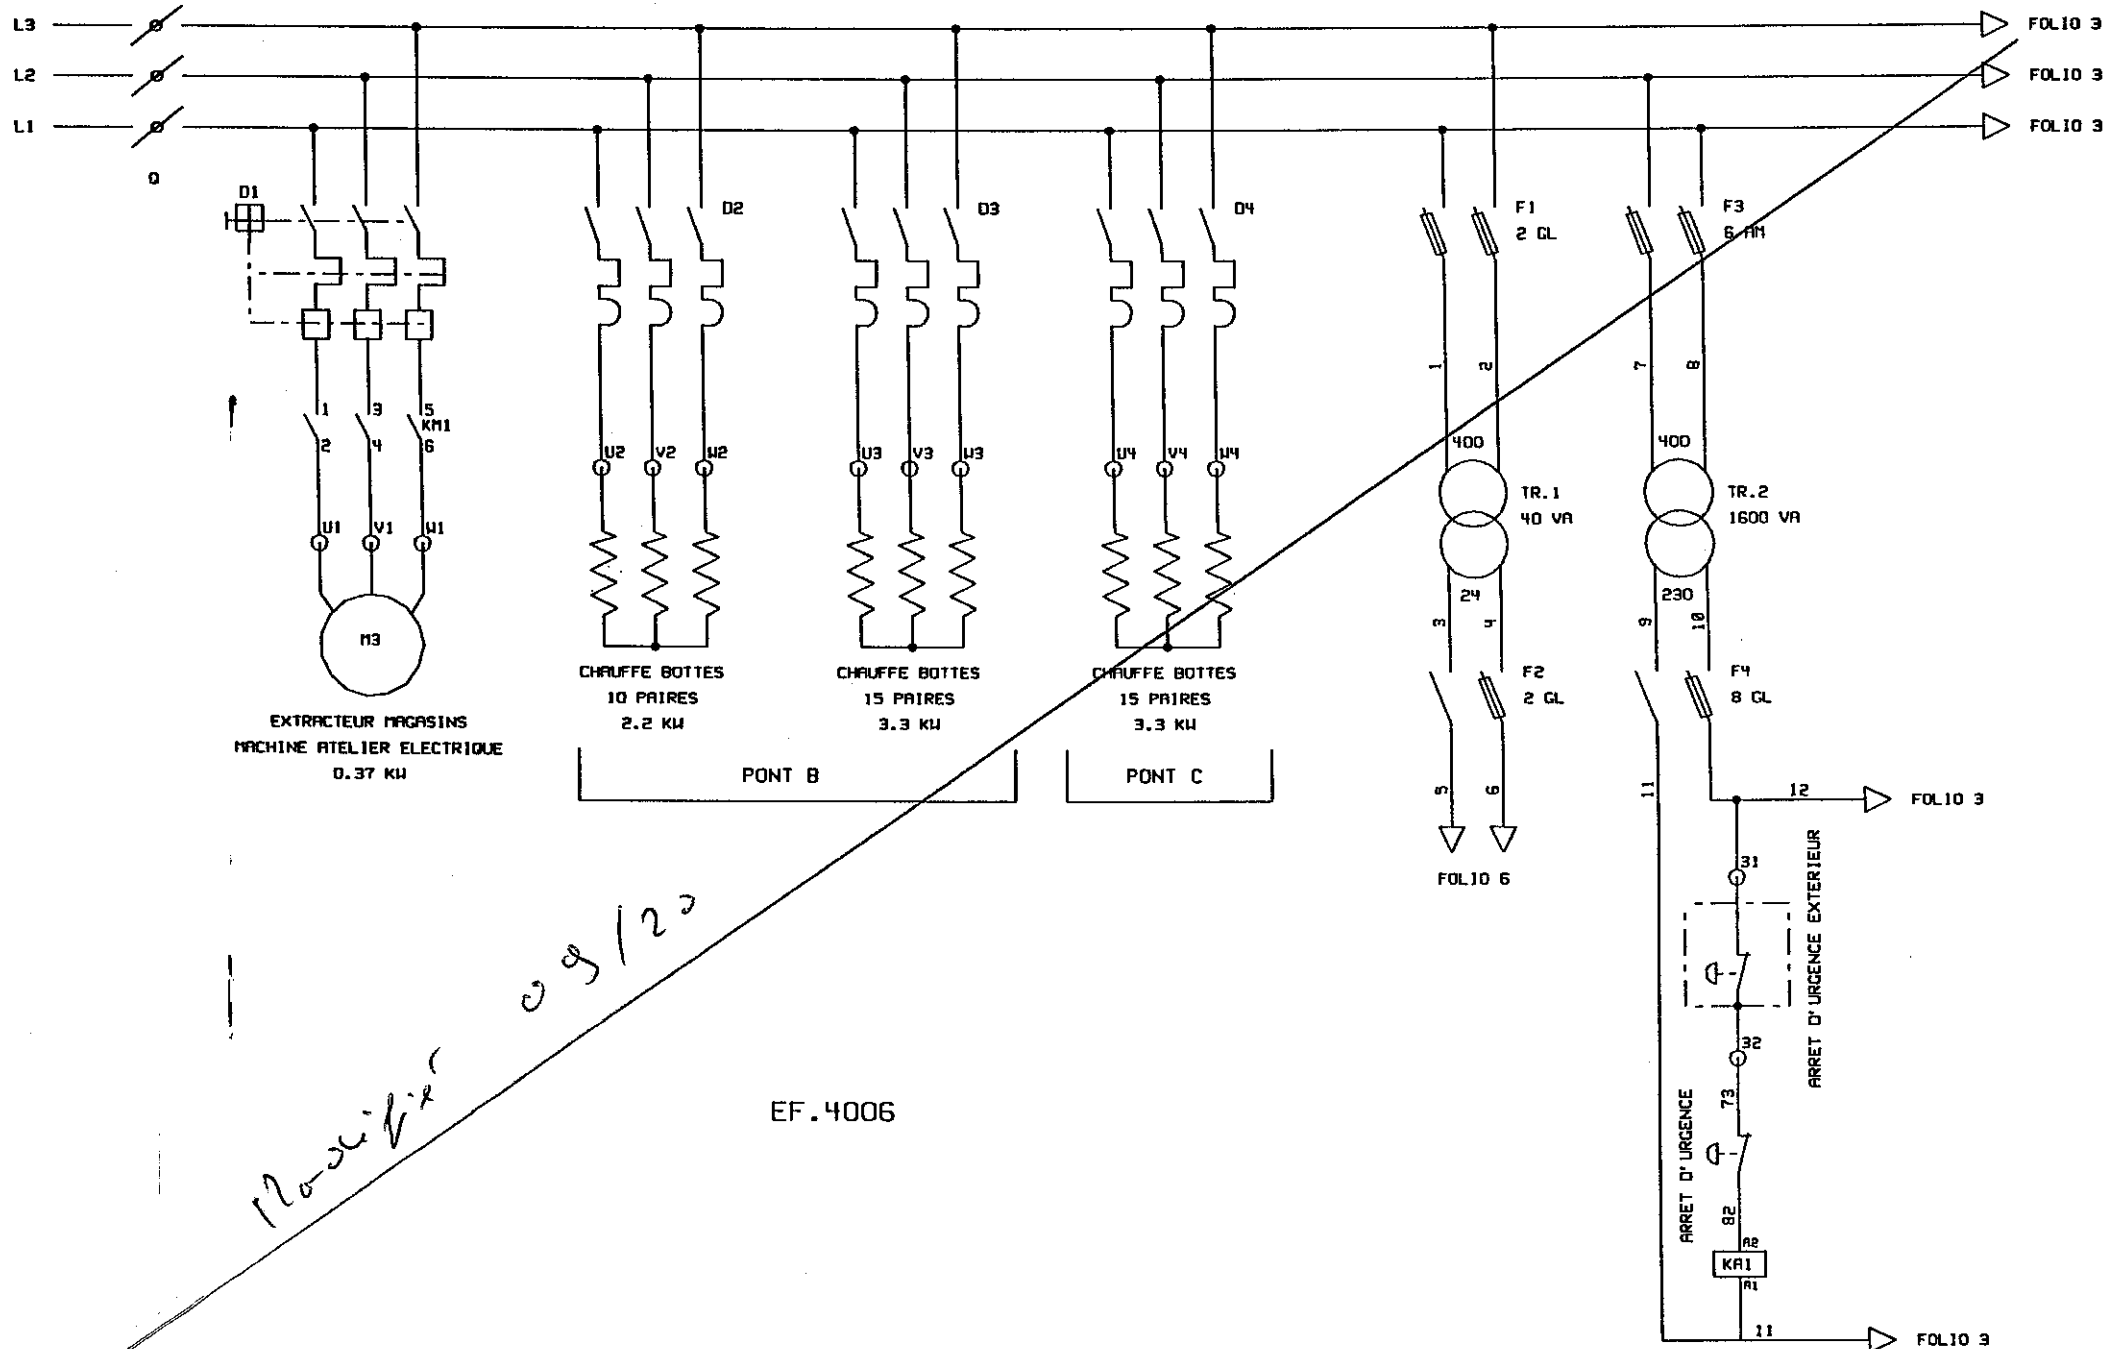 L3
FOLIO 3
L2
FOLIO 3
L1
FOLIO 3
Q
D1
D2
D3
D4
F1
2 GL
F3
6 AM
1
2
7
8
1
3
5
KM1
2
4
6
400
400
U2
V2
W2
U3
V3
W3
U4
V4
W4
TR.1
40 VA
TR.2
1600 VA
U1
V1
W1
24
230
3
4
9
10
M3
CHAUFFE BOTTES
10 PAIRES
2.2 KW
CHAUFFE BOTTES
15 PAIRES
3.3 KW
CHAUFFE BOTTES
15 PAIRES
3.3 KW
F2
2 GL
F4
8 GL
EXTRACTEUR MAGASINS
MACHINE ATELIER ELECTRIQUE
0.37 KW
PONT B
PONT C
5
6
11
12
FOLIO 3
FOLIO 6
31
ARRET D'URGENCE EXTERIEUR
32
73
ARRET D'URGENCE
82
A2
KA1
A1
11
FOLIO 3
Modifié 09/20
EF.4006